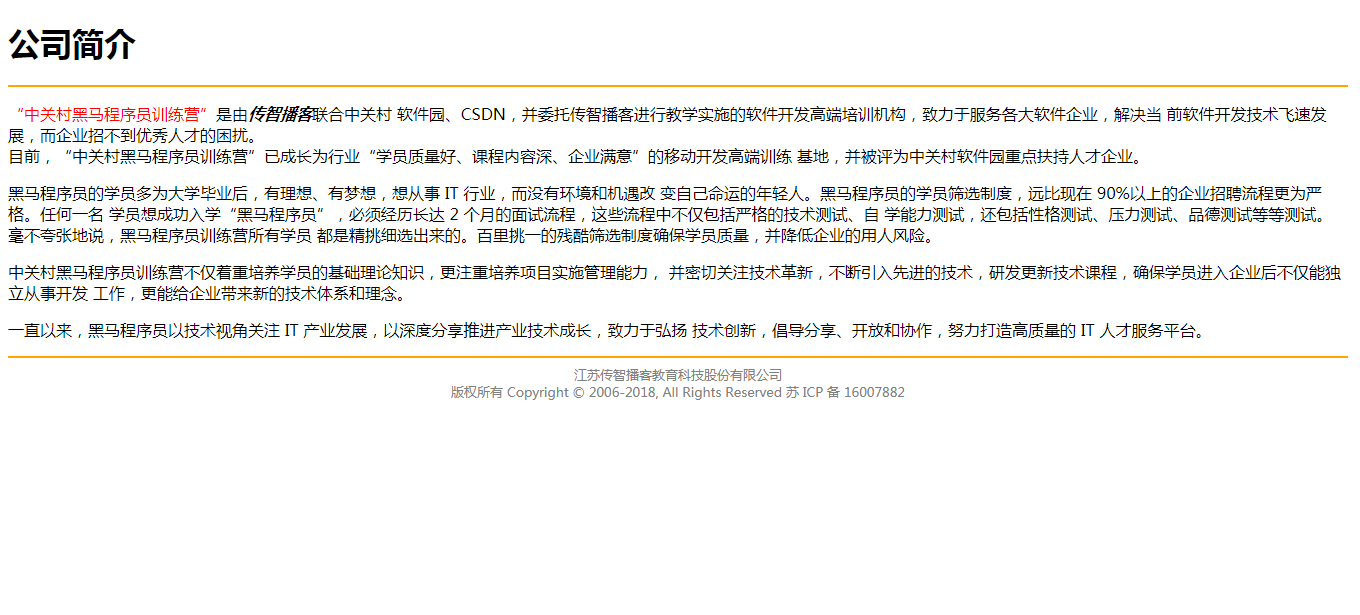 公司简介
“中关村黑马程序员训练营”是由传智播客联合中关村 软件园、CSDN，并委托传智播客进行教学实施的软件开发高端培训机构，致力于服务各大软件企业，解决当 前软件开发技术飞速发
展，而企业招不到优秀人才的困扰。
目前，“中关村黑马程序员训练营”已成长为行业“学员质量好、课程内容深、企业满意”的移动开发高端训练 基地，并被评为中关村软件园重点扶持人才企业。
黑马程序员的学员多为大学毕业后，有理想、有梦想，想从事 IT 行业，而没有环境和机遇改 变自己命运的年轻人。黑马程序员的学员筛选制度，远比现在 90%以上的企业招聘流程更为严
格。任何一名 学员想成功入学“黑马程序员”，必须经历长达 2 个月的面试流程，这些流程中不仅包括严格的技术测试、自 学能力测试，还包括性格测试、压力测试、品德测试等等测试。
毫不夸张地说，黑马程序员训练营所有学员 都是精挑细选出来的。百里挑一的残酷筛选制度确保学员质量，并降低企业的用人风险。
中关村黑马程序员训练营不仅着重培养学员的基础理论知识，更注重培养项目实施管理能力， 并密切关注技术革新，不断引入先进的技术，研发更新技术课程，确保学员进入企业后不仅能独
立从事开发 工作，更能给企业带来新的技术体系和理念。
一直以来，黑马程序员以技术视角关注 IT 产业发展，以深度分享推进产业技术成长，致力于弘扬 技术创新，倡导分享、开放和协作，努力打造高质量的 IT 人才服务平台。
江苏传智播客教育科技股份有限公司
版权所有 Copyright © 2006-2018, All Rights Reserved 苏 ICP 备 16007882